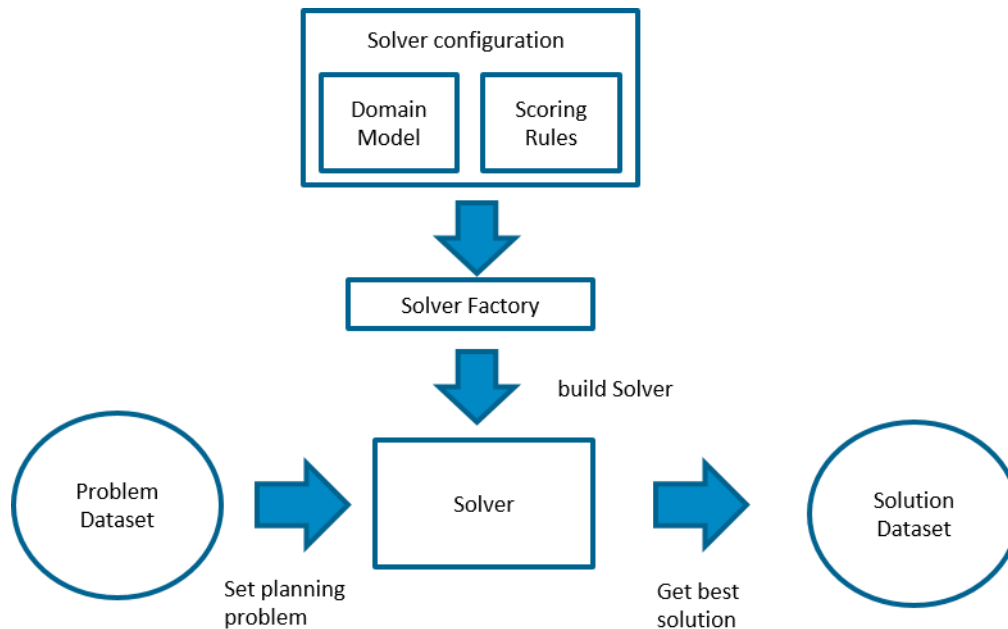 Solver configuration
Domain
Model
Scoring
Rules
Solver Factory
build Solver
Problem
Dataset
Solver
Solution
Dataset
Set planning
problem
Get best
solution